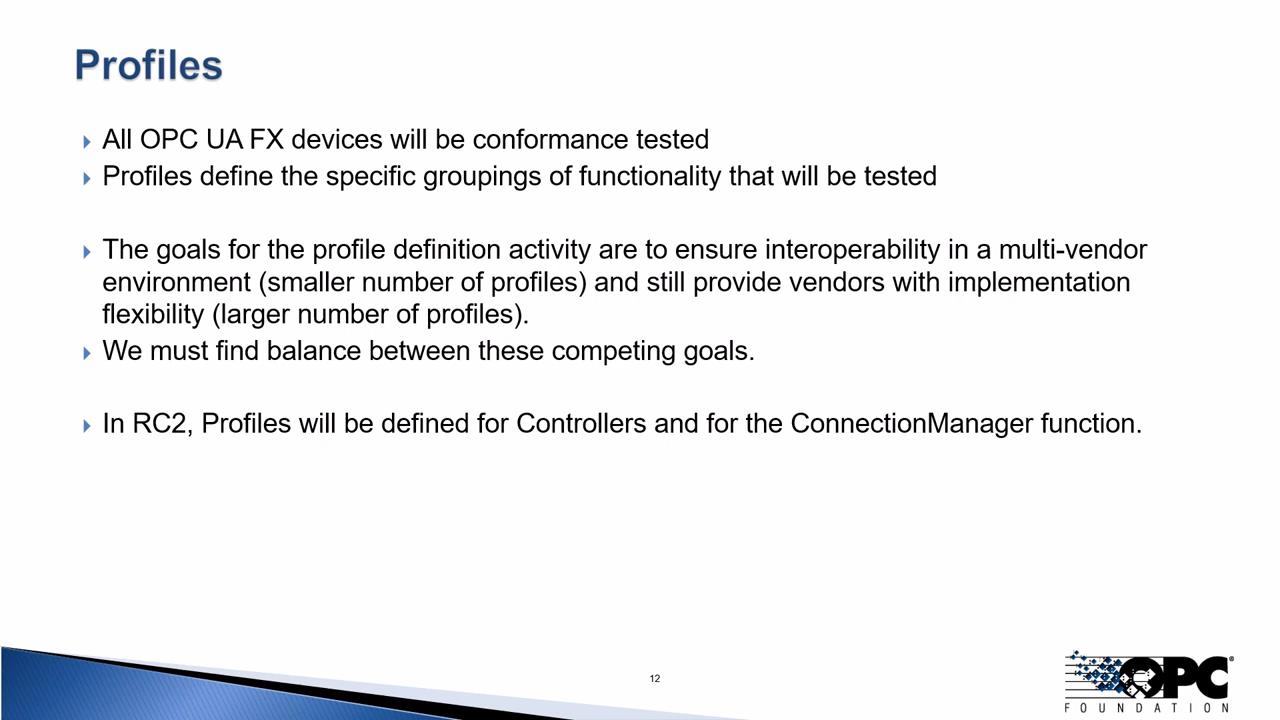 Profiles
All OPC UA FX devices will be conformance tested
Profiles define the specific groupings of functionality that will be tested
The goals for the profile definition activity are to ensure interoperability in a multi-vendor
environment (smaller number of profiles) and still provide vendors with implementation
flexibility (larger number of profiles).
We must find balance between these competing goals.
In RC2, Profiles will be defined for Controllers and for the ConnectionManager function.
12
OPC®
FOUNDATION